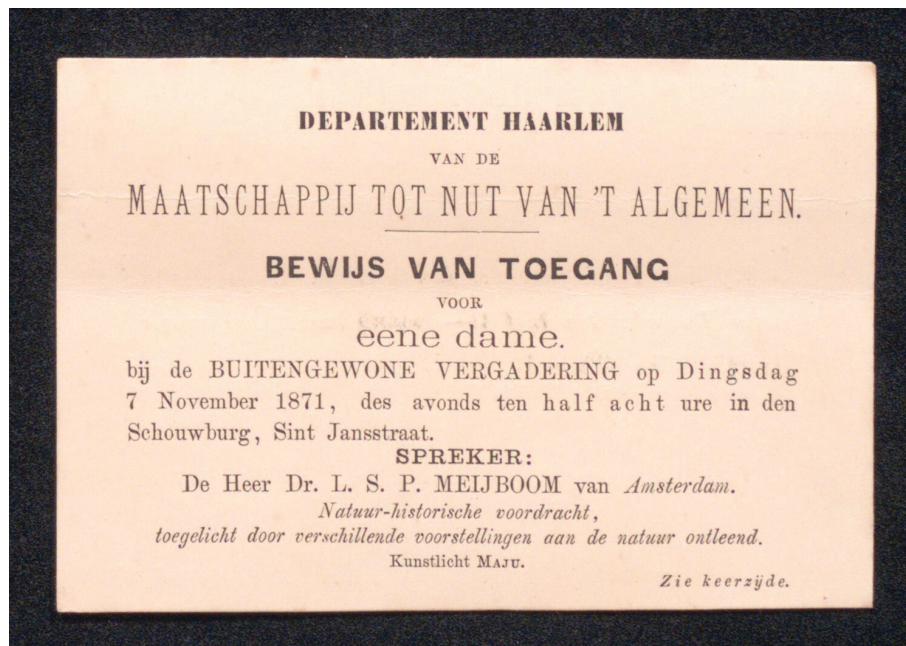 DEPARTEMENT HAARLEM
VAN DE
MAATSCHAPPIJ TOT NUT VAN 'T ALGEMEEN.
BEWIJS VAN TOEGANG
VOOR
eene dame.
bij de BUITENGEWONE VERGADERING op Dingsdag
7 November 1871, des avonds ten half acht ure in den
Schouwburg, Sint Jansstraat.
SPREKER:
De Heer Dr. L. S. P. MEIJBOOM van Amsterdam.
Natuur-historische voordracht,
toegelicht door verschillende voorstellingen aan de natuur ontleend.
Kunstlicht MAJU.
Zie keerzijde.